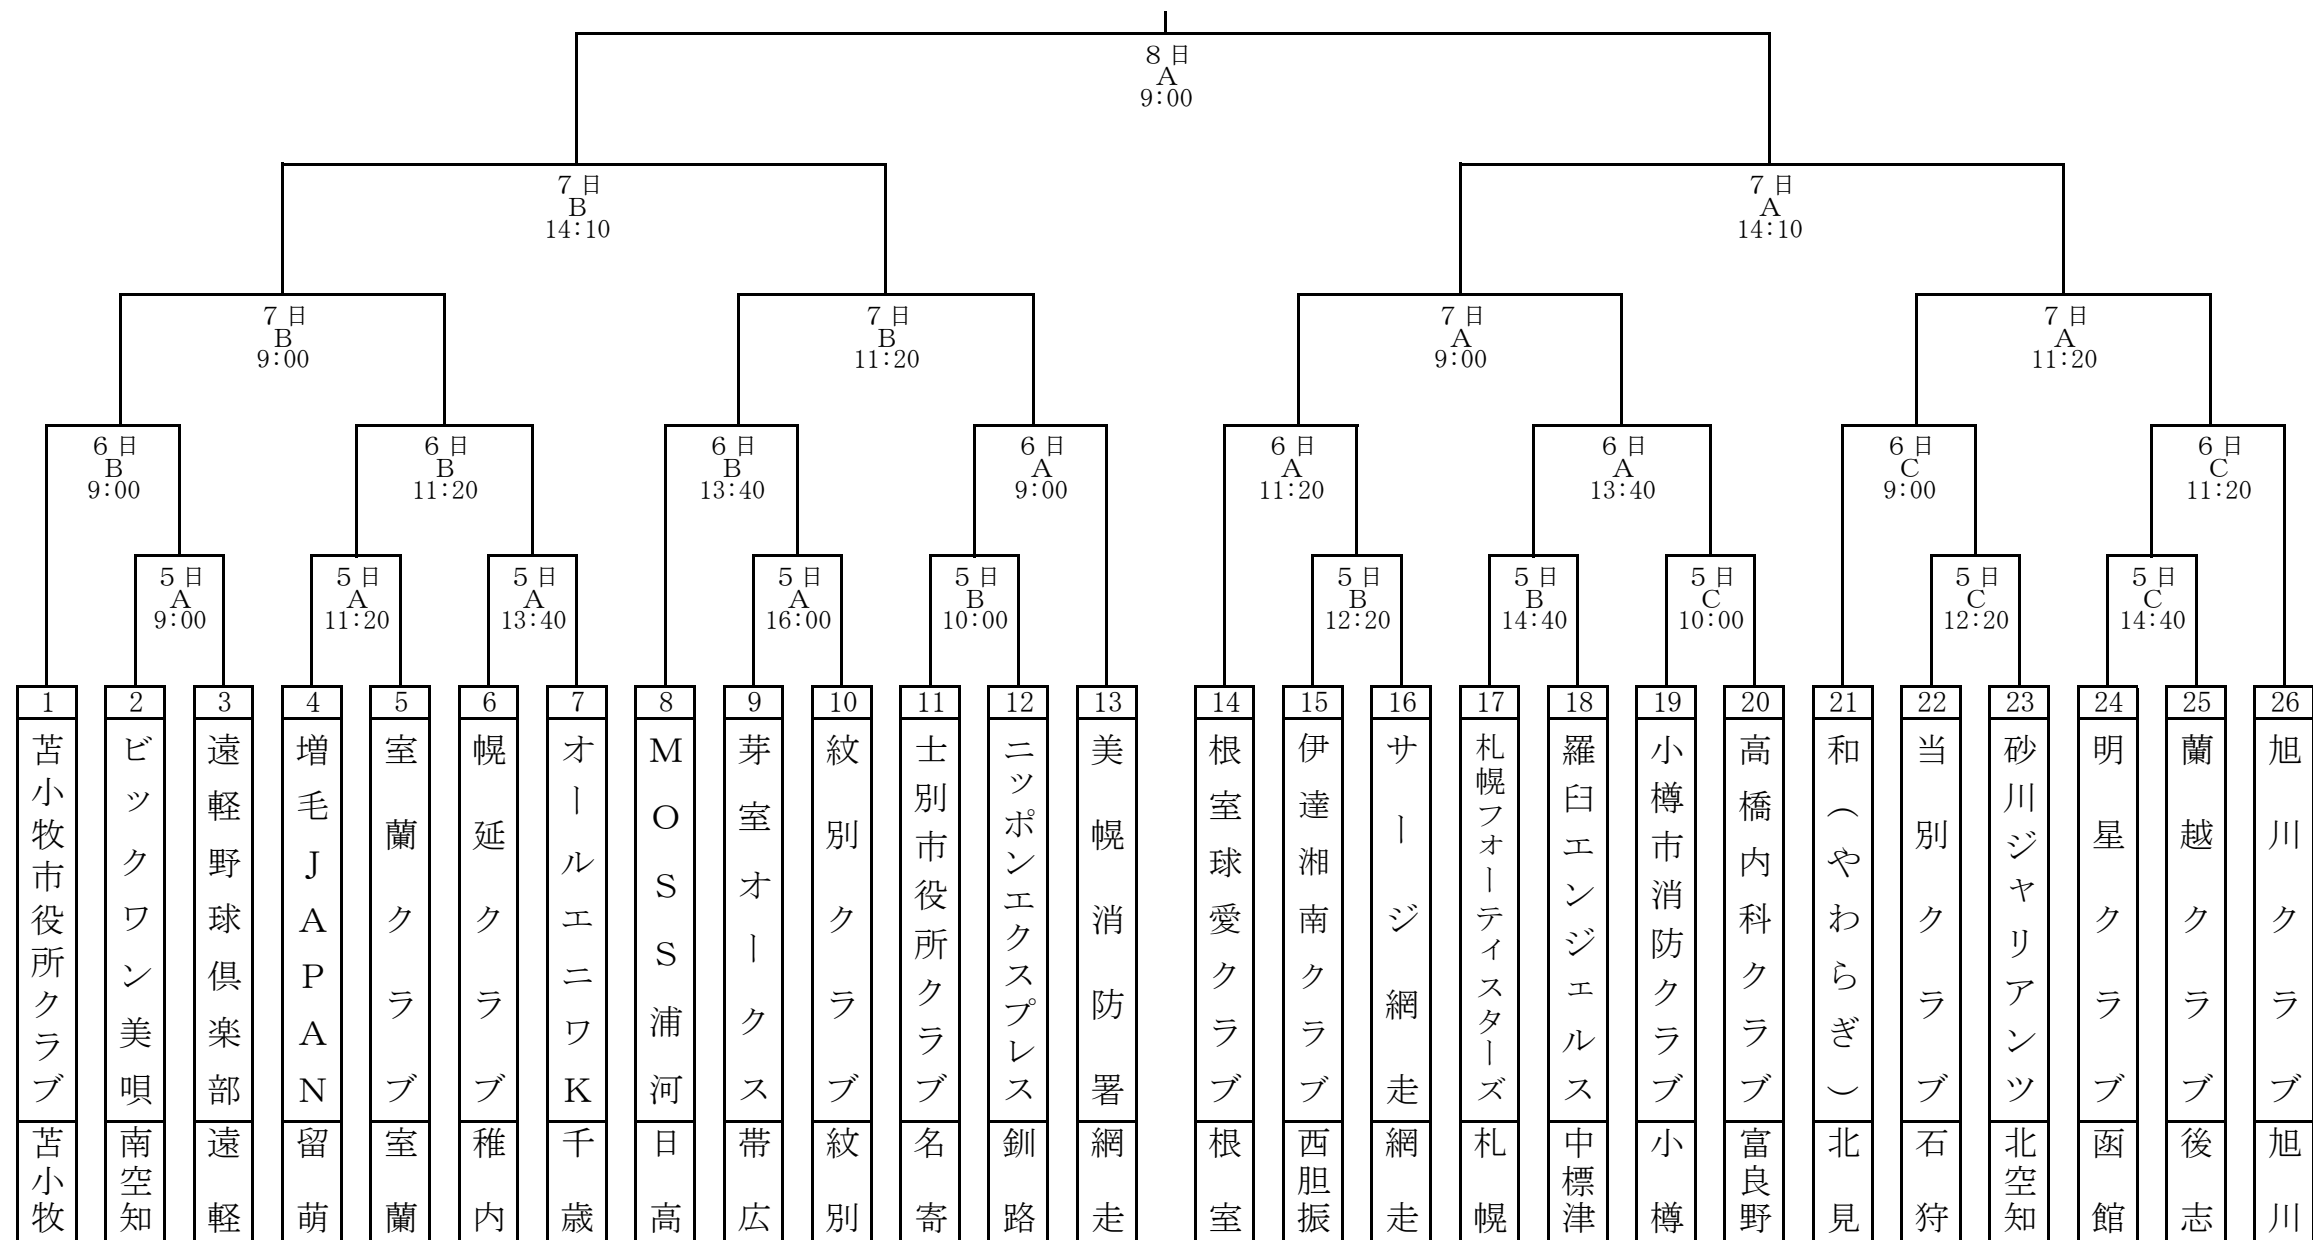 8日
A
9:00
7日
B
14:10
7日
A
14:10
7日
B
9:00
7日
B
11:20
7日
A
9:00
7日
A
11:20
6日
B
9:00
6日
B
11:20
6日
B
13:40
6日
A
9:00
6日
A
11:20
6日
A
13:40
6日
C
9:00
6日
C
11:20
5日
A
9:00
5日
A
11:20
5日
A
13:40
5日
A
16:00
5日
B
10:00
5日
B
12:20
5日
B
14:40
5日
C
10:00
5日
C
12:20
5日
C
14:40
1
苫小牧市役所クラブ
苫小牧
2
ビックワン美唄
南空知
3
遠軽野球倶楽部
遠軽
4
増毛JAPAN
留萌
5
室蘭クラブ
室蘭
6
幌延クラブ
稚内
7
オールエニワK
千歳
8
MOSS浦河
日高
9
芽室オークス
帯広
10
紋別クラブ
紋別
11
士別市役所クラブ
名寄
12
ニッポンエクスプレス
釧路
13
美幌消防署
網走
14
根室球愛クラブ
根室
15
伊達湘南クラブ
西胆振
16
サージ網走
網走
17
札幌フォーティスターズ
札幌
18
羅臼エンジェルス
中標津
19
小樽市消防クラブ
小樽
20
高橋内科クラブ
富良野
21
和(やわらぎ)
北見
22
当別クラブ
石狩
23
砂川ジャリアンツ
北空知
24
明星クラブ
函館
25
蘭越クラブ
後志
26
旭川クラブ
旭川